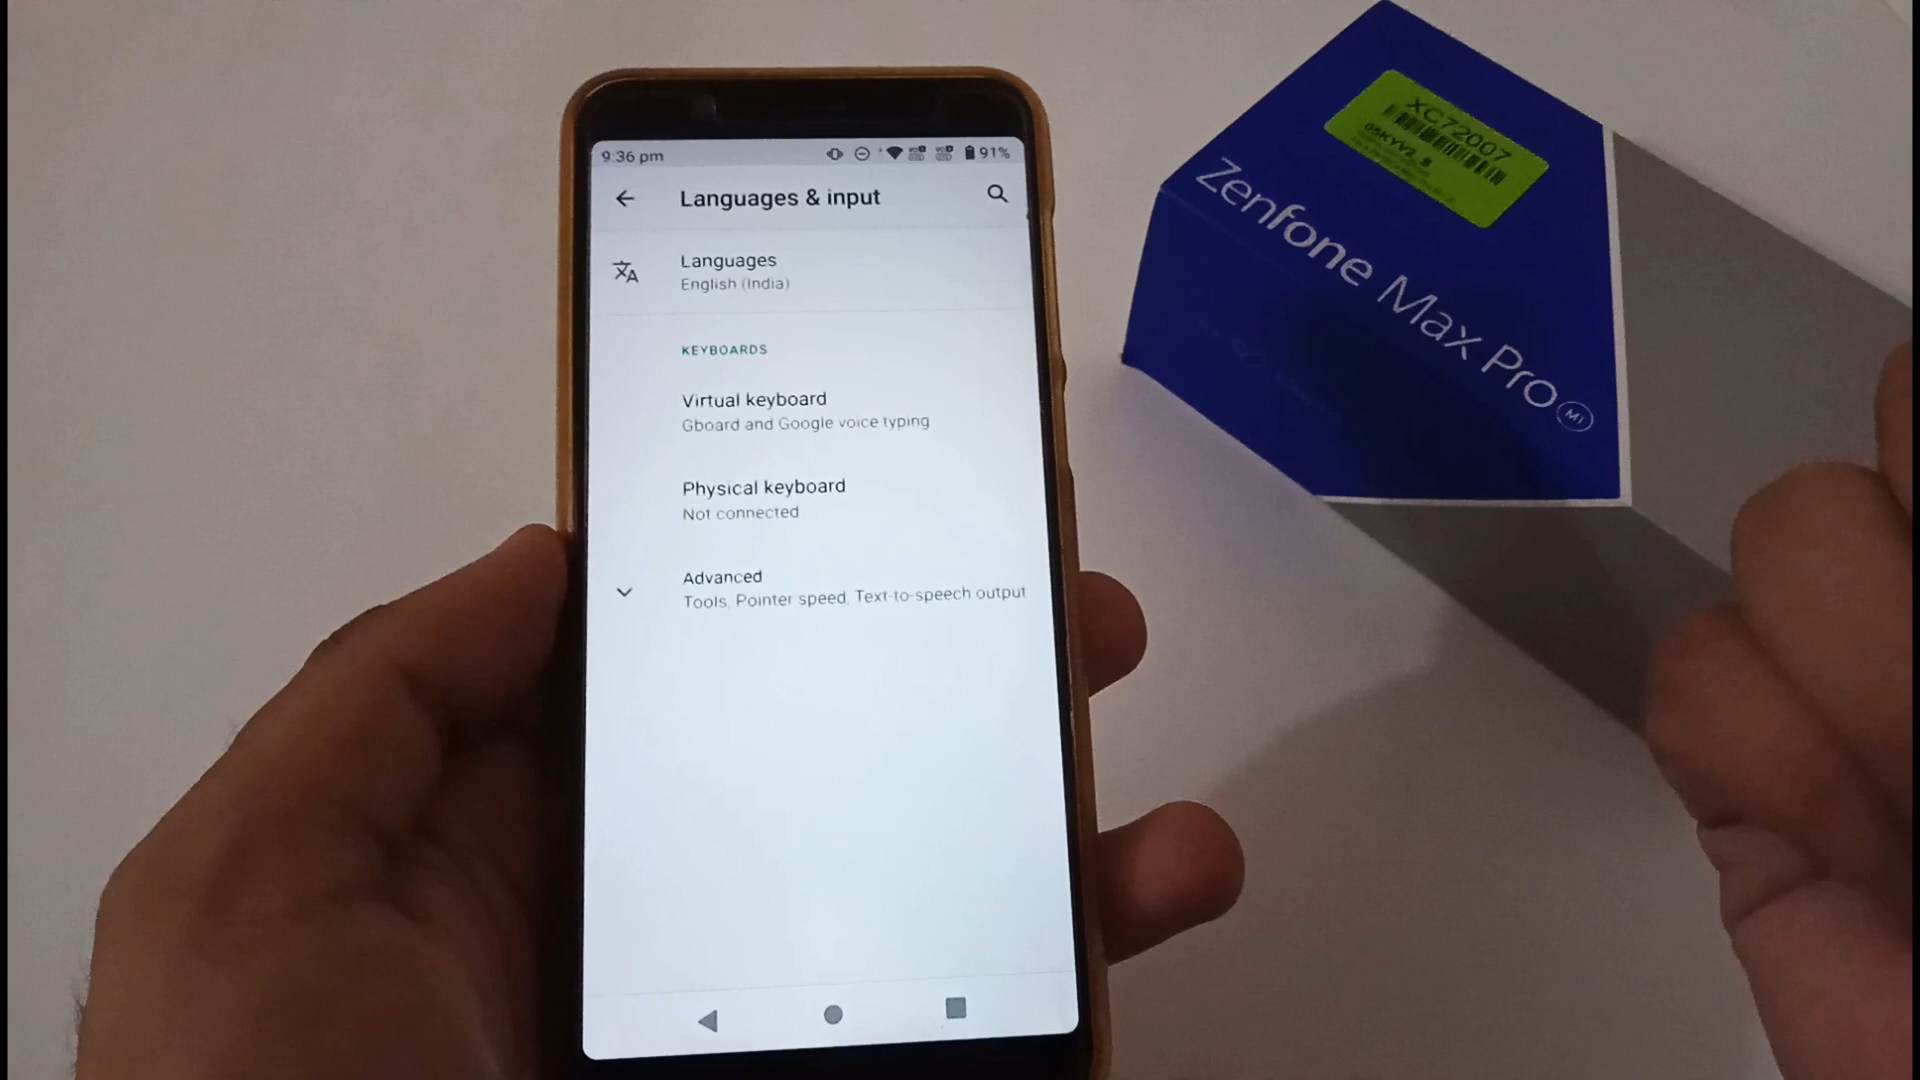 9:36 pm
91%
Languages & input
Languages
English (India)
KEYBOARDS
Virtual keyboard
Gboard and Google voice typing
Physical keyboard
Not connected
Advanced
Tools, Pointer speed, Text-to-speech output
XC72007
Zenfone Max Pro M1